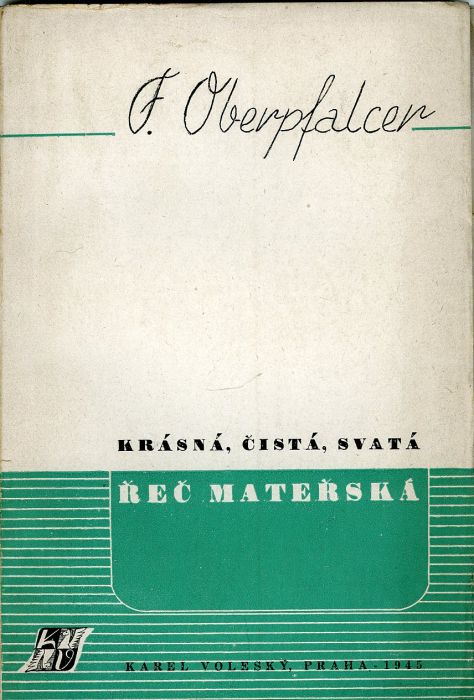 F. Oberpfalcer
KRÁSNÁ, ČISTÁ, SVATÁ
ŘEČ MATEŘSKÁ
KAREL VOLESKÝ, PRAHA - 1945